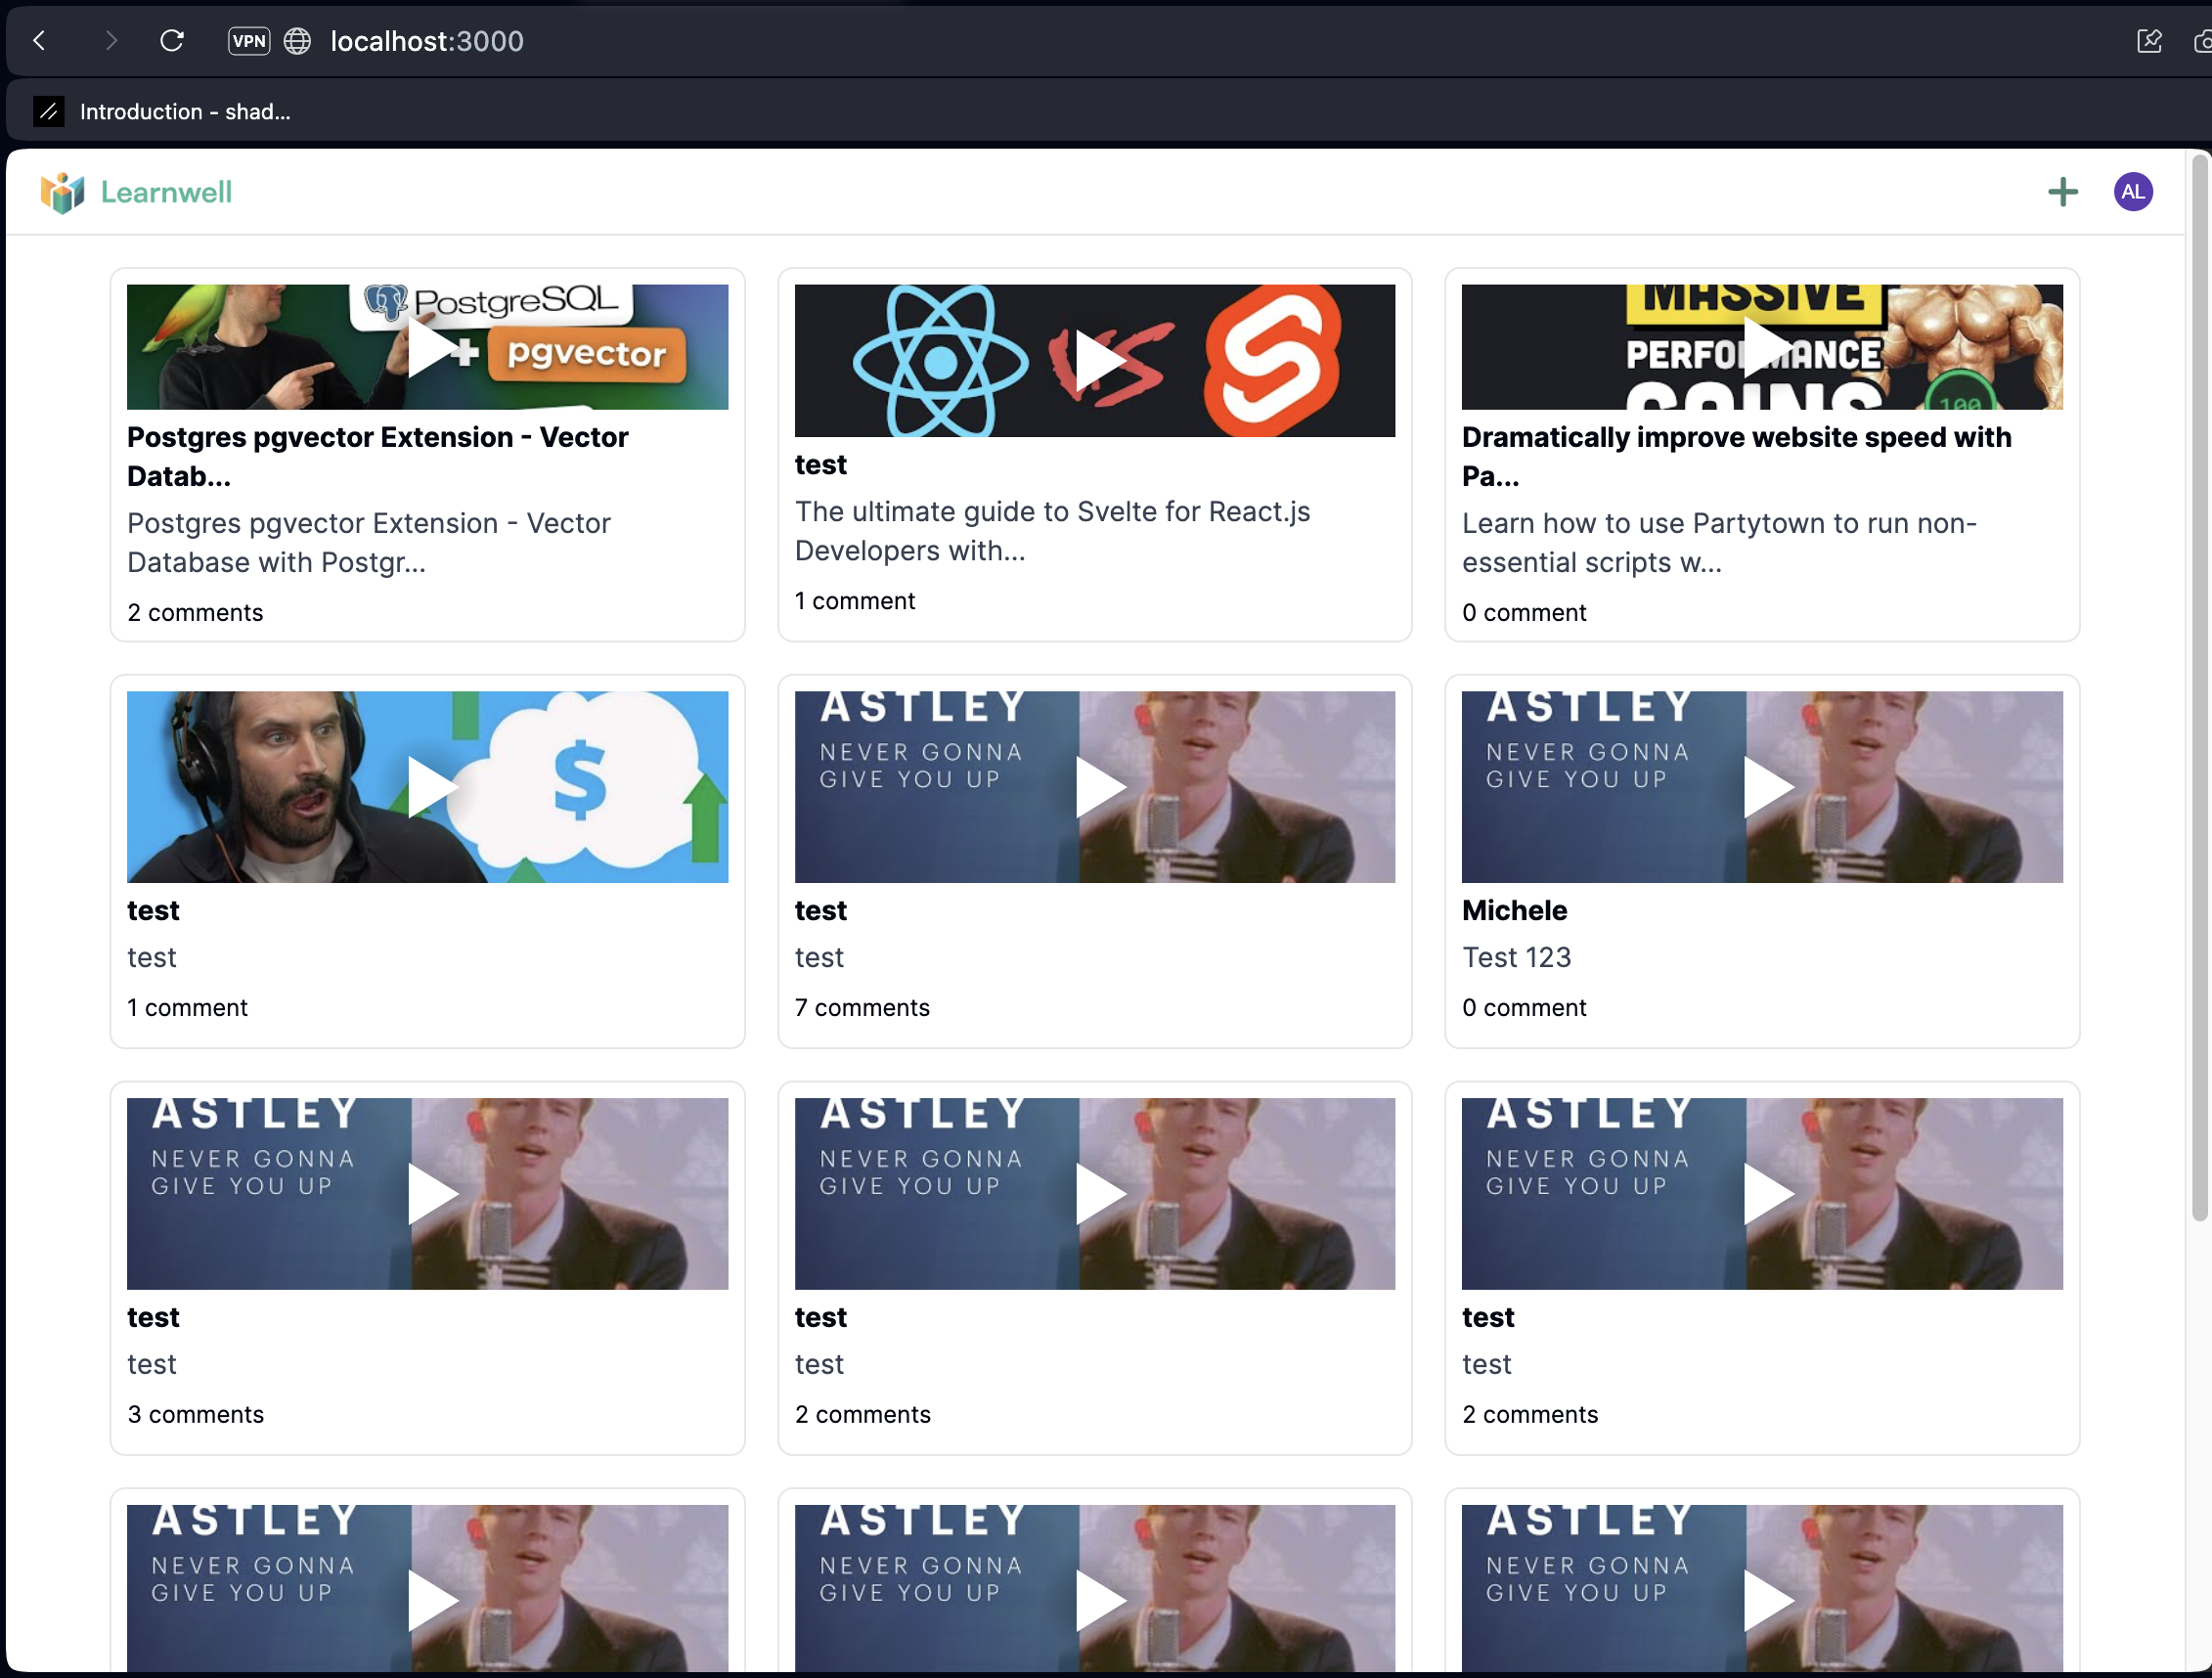 VPN localhost:3000
Introduction - shad...
Learnwell
AL
PostgreSQL
+ pgvector
Postgres pgvector Extension - Vector
Datab...
Postgres pgvector Extension - Vector
Database with Postgr...
2 comments
VS
test
The ultimate guide to Svelte for React.js
Developers with...
1 comment
MASSIVE
PERFORMANCE
GAINS
100
Dramatically improve website speed with
Pa...
Learn how to use Partytown to run non-
essential scripts w...
0 comment
$
test
test
1 comment
ASTLEY
NEVER GONNA
GIVE YOU UP
test
test
7 comments
ASTLEY
NEVER GONNA
GIVE YOU UP
Michele
Test 123
0 comment
ASTLEY
NEVER GONNA
GIVE YOU UP
test
test
3 comments
ASTLEY
NEVER GONNA
GIVE YOU UP
test
test
2 comments
ASTLEY
NEVER GONNA
GIVE YOU UP
test
test
2 comments
ASTLEY
NEVER GONNA
GIVE YOU UP
ASTLEY
NEVER GONNA
GIVE YOU UP
ASTLEY
NEVER GONNA
GIVE YOU UP